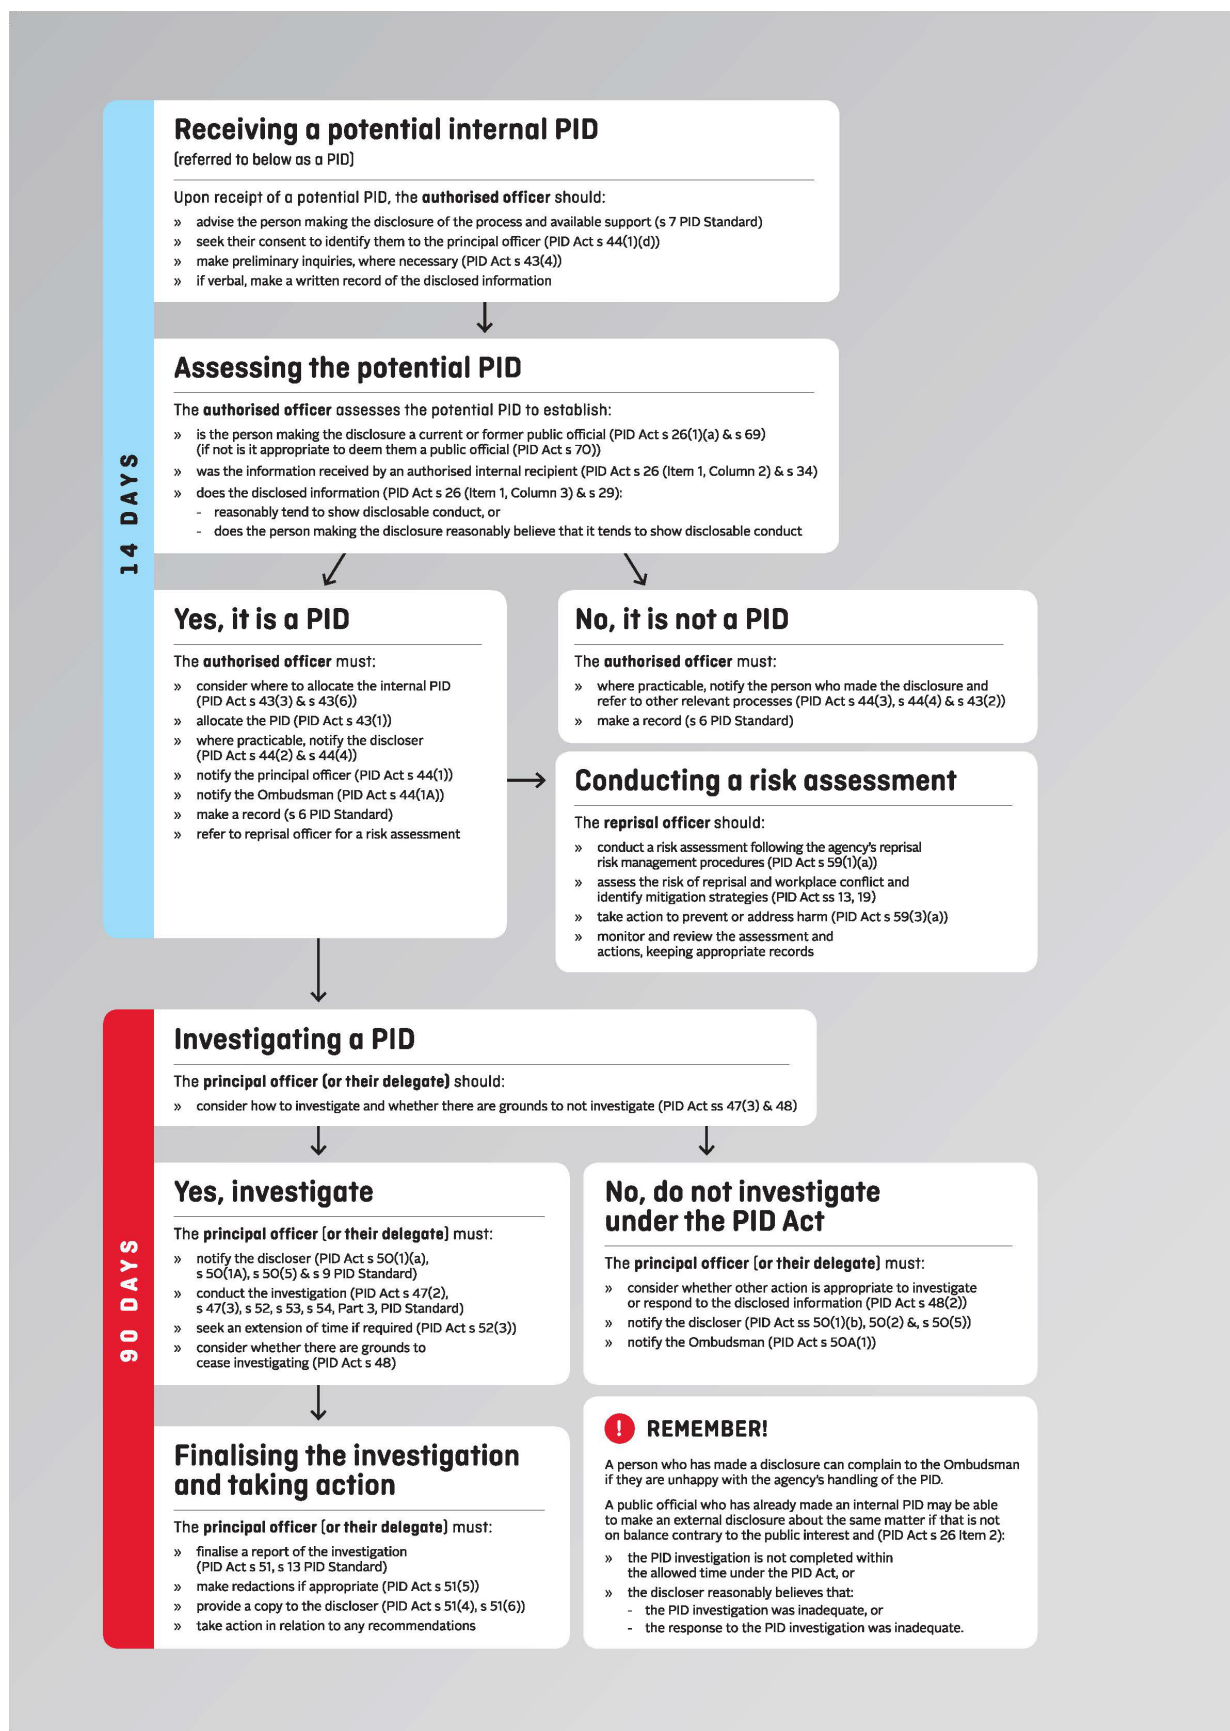 14 DAYS
Receiving a potential internal PID
(referred to below as a PID)
Upon receipt of a potential PID, the authorised officer should:
» advise the person making the disclosure of the process and available support (s 7 PID Standard)
» seek their consent to identify them to the principal officer (PID Act s 44(1)(d))
» make preliminary inquiries, where necessary (PID Act s 43(4))
» if verbal, make a written record of the disclosed information
Assessing the potential PID
The authorised officer assesses the potential PID to establish:
» is the person making the disclosure a current or former public official (PID Act s 26(1)(a) & s 69)
(if not is it appropriate to deem them a public official (PID Act s 70))
» was the information received by an authorised internal recipient (PID Act s 26 (Item 1, Column 2) & s 34)
» does the disclosed information (PID Act s 26 (Item 1, Column 3) & s 29):
- reasonably tend to show disclosable conduct, or
- does the person making the disclosure reasonably believe that it tends to show disclosable conduct
Yes, it is a PID
The authorised officer must:
» consider where to allocate the internal PID
(PID Act s 43(3) & s 43(6))
» allocate the PID (PID Act s 43(1))
» where practicable, notify the discloser
(PID Act s 44(2) & s 44(4))
» notify the principal officer (PID Act s 44(1))
» notify the Ombudsman (PID Act s 44(1A))
» make a record (s 6 PID Standard)
» refer to reprisal officer for a risk assessment
No, it is not a PID
The authorised officer must:
» where practicable, notify the person who made the disclosure and
refer to other relevant processes (PID Act s 44(3), s 44(4) & s 43(2))
» make a record (s 6 PID Standard)
Conducting a risk assessment
The reprisal officer should:
» conduct a risk assessment following the agency's reprisal
risk management procedures (PID Act s 59(1)(a))
» assess the risk of reprisal and workplace conflict and
identify mitigation strategies (PID Act ss 13, 19)
» take action to prevent or address harm (PID Act s 59(3)(a))
» monitor and review the assessment and
actions, keeping appropriate records
90 DAYS
Investigating a PID
The principal officer (or their delegate) should:
» consider how to investigate and whether there are grounds to not investigate (PID Act ss 47(3) & 48)
Yes, investigate
The principal officer (or their delegate) must:
» notify the discloser (PID Act s 50(1)(a),
s 50(1A), s 50(5) & s 9 PID Standard)
» conduct the investigation (PID Act s 47(2),
s 47(3), s 52, s 53, s 54, Part 3, PID Standard)
» seek an extension of time if required (PID Act s 52(3))
» consider whether there are grounds to
cease investigating (PID Act s 48)
No, do not investigate
under the PID Act
The principal officer (or their delegate) must:
» consider whether other action is appropriate to investigate
or respond to the disclosed information (PID Act s 48(2))
» notify the discloser (PID Act ss 50(1)(b), 50(2) &, s 50(5))
» notify the Ombudsman (PID Act s 50A(1))
Finalising the investigation
and taking action
The principal officer (or their delegate) must:
» finalise a report of the investigation
(PID Act s 51, s 13 PID Standard)
» make redactions if appropriate (PID Act s 51(5))
» provide a copy to the discloser (PID Act s 51(4), s 51(6))
» take action in relation to any recommendations
! REMEMBER!
A person who has made a disclosure can complain to the Ombudsman
if they are unhappy with the agency's handling of the PID.
A public official who has already made an internal PID may be able
to make an external disclosure about the same matter if that is not
on balance contrary to the public interest and (PID Act s 26 Item 2):
» the PID investigation is not completed within
the allowed time under the PID Act, or
» the discloser reasonably believes that:
- the PID investigation was inadequate, or
- the response to the PID investigation was inadequate.